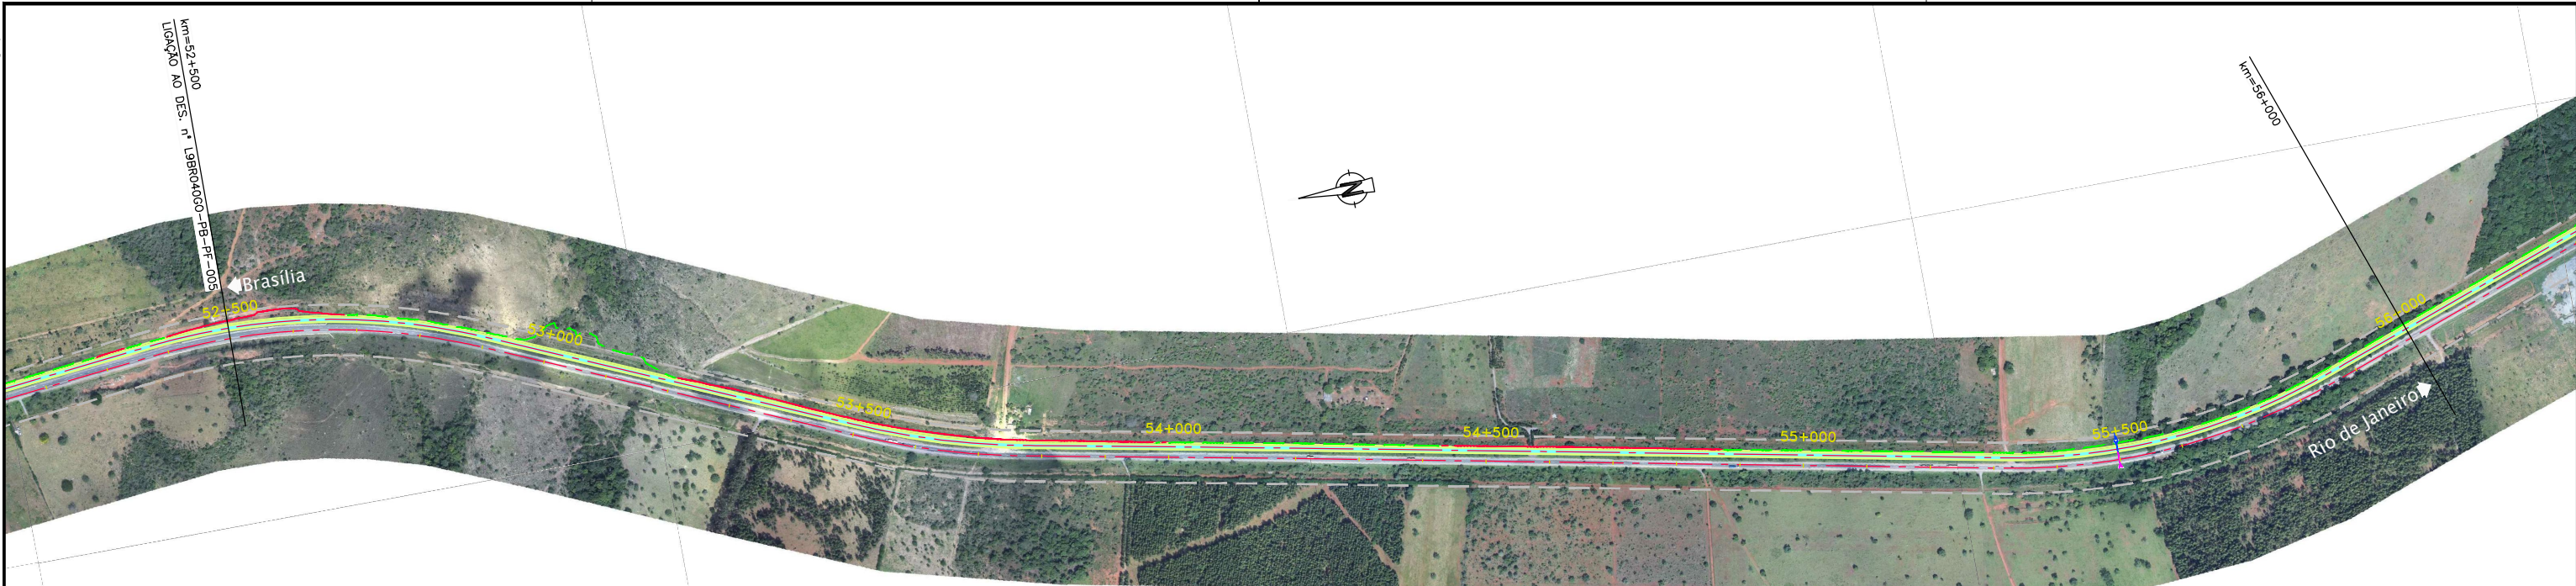 km=52+500
LIGAÇÃO AO DES. n° L9BR040GO-PB-PF-005
Brasília
52+500
53+000
53+500
N
54+000
54+500
55+000
55+500
56+000
km=56+000
Rio de Janeiro